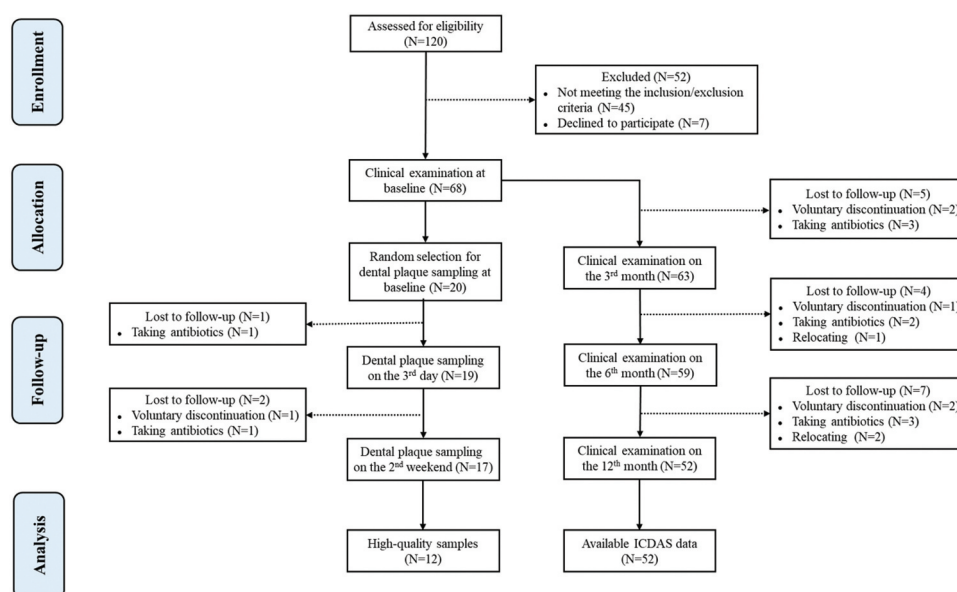 Enrollment
Assessed for eligibility
(N=120)
Excluded (N=52)
• Not meeting the inclusion/exclusion
criteria (N=45)
• Declined to participate (N=7)
Allocation
Clinical examination at
baseline (N=68)
Lost to follow-up (N=5)
• Voluntary discontinuation (N=2)
• Taking antibiotics (N=3)
Random selection for
dental plaque sampling at
baseline (N=20)
Clinical examination on
the 3rd month (N=63)
Follow-up
Lost to follow-up (N=1)
• Taking antibiotics (N=1)
Lost to follow-up (N=4)
• Voluntary discontinuation (N=1)
• Taking antibiotics (N=2)
• Relocating (N=1)
Dental plaque sampling
on the 3rd day (N=19)
Clinical examination on
the 6th month (N=59)
Lost to follow-up (N=2)
• Voluntary discontinuation (N=1)
• Taking antibiotics (N=1)
Lost to follow-up (N=7)
• Voluntary discontinuation (N=2)
• Taking antibiotics (N=3)
• Relocating (N=2)
Dental plaque sampling
on the 2nd weekend (N=17)
Clinical examination on
the 12th month (N=52)
Analysis
High-quality samples
(N=12)
Available ICDAS data
(N=52)